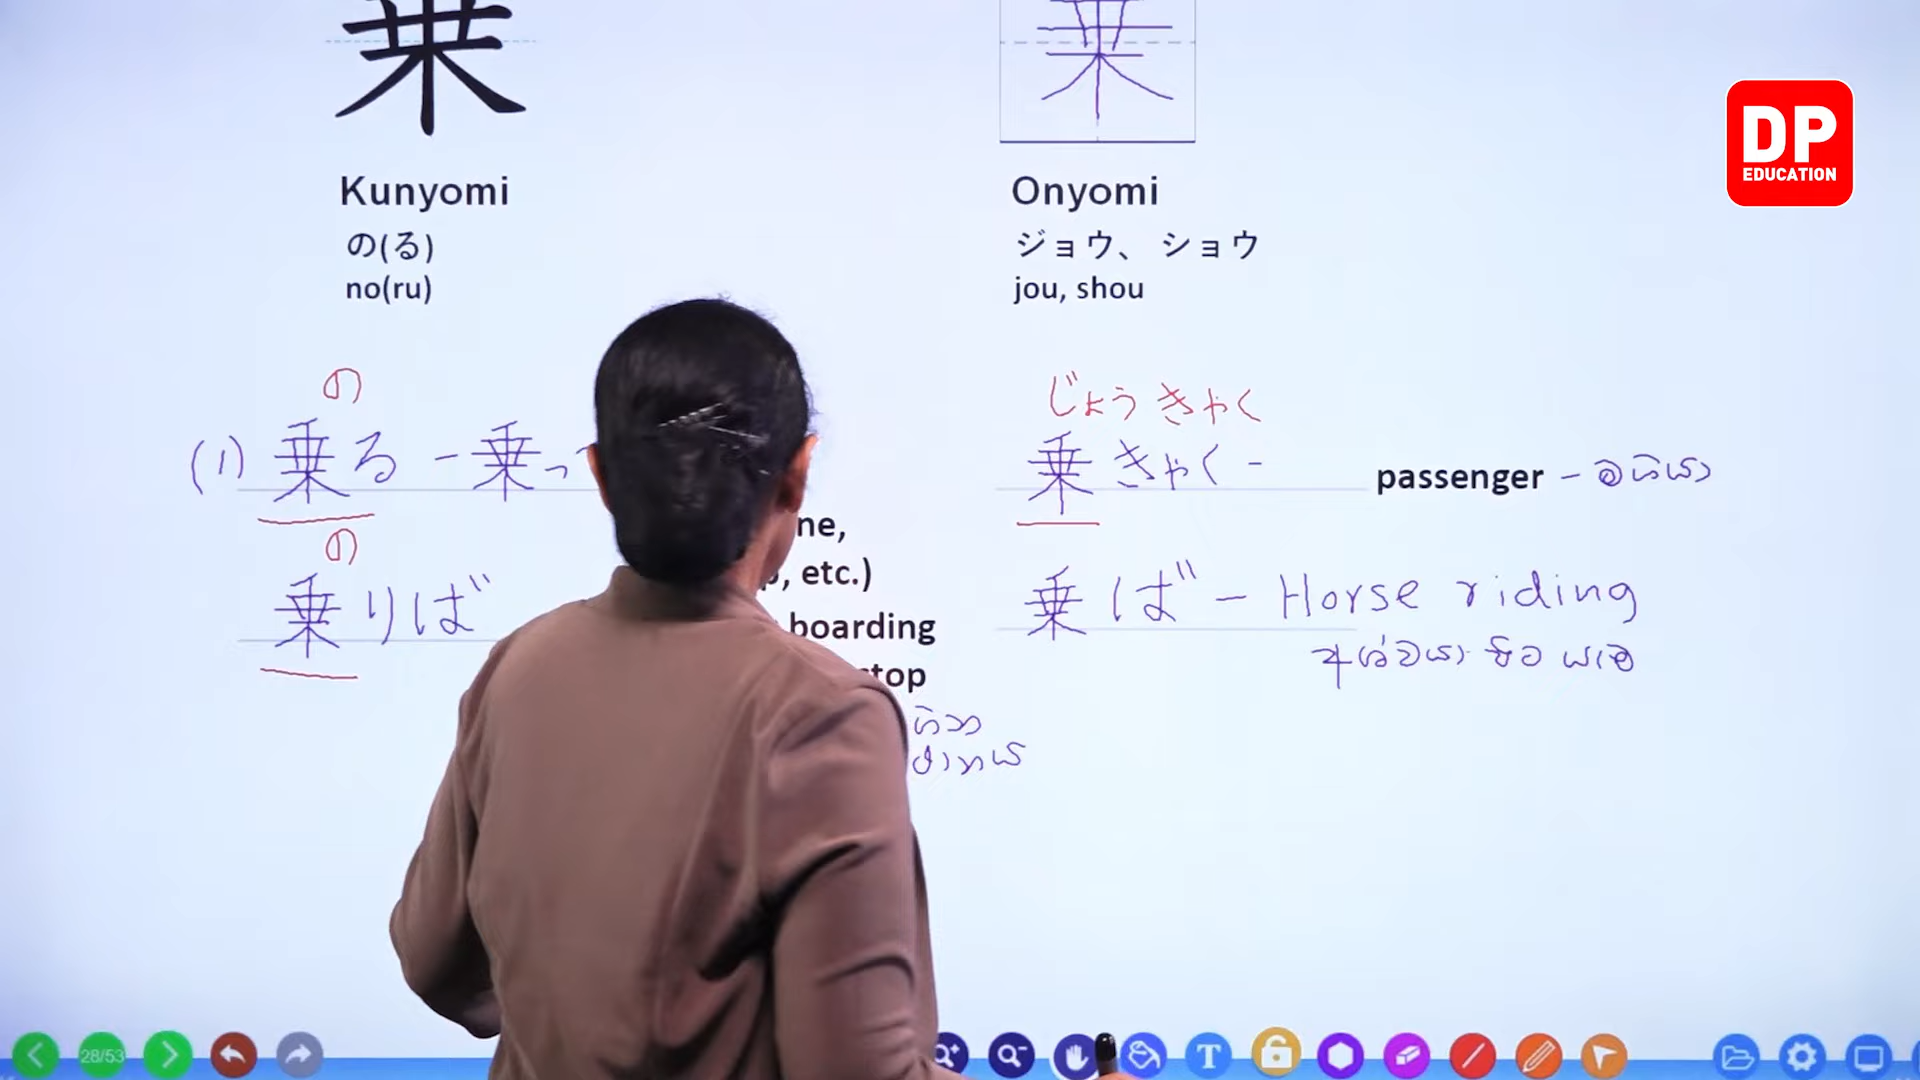 乗
乗
DP
EDUCATION
Kunyomi
の(る)
no(ru)
Onyomi
ジョウ、 ショウ
jou, shou
の
(1) 乗る - 乗っ
ne,
, etc.)
の
乗りば
boarding
top
じょう きゃく
乗きゃく -
passenger -
乗ば - Horse riding
28/53
T